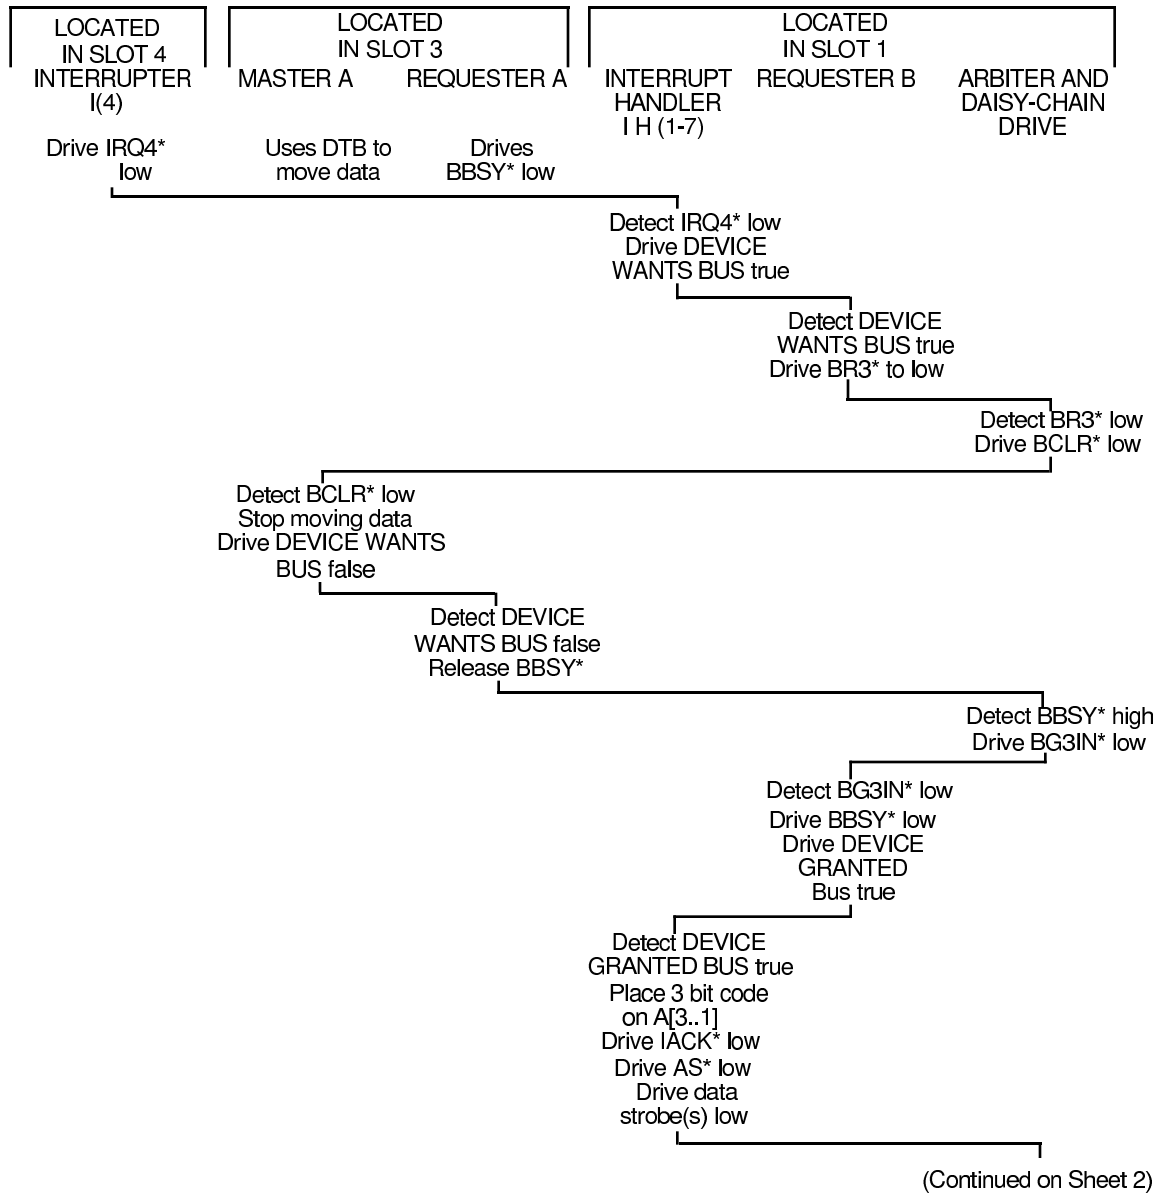 LOCATED
IN SLOT 4
LOCATED
IN SLOT 3
LOCATED
IN SLOT 1
INTERRUPTER
I(4)
MASTER A
REQUESTER A
INTERRUPT
HANDLER
I H (1-7)
REQUESTER B
ARBITER AND
DAISY-CHAIN
DRIVE
Drive IRQ4*
low
Uses DTB to
move data
Drives
BBSY* low
Detect IRQ4* low
Drive DEVICE
WANTS BUS true
Detect DEVICE
WANTS BUS true
Drive BR3* to low
Detect BR3* low
Drive BCLR* low
Detect BCLR* low
Stop moving data
Drive DEVICE WANTS
BUS false
Detect DEVICE
WANTS BUS false
Release BBSY*
Detect BBSY* high
Drive BG3IN* low
Detect BG3IN* low
Drive BBSY* low
Drive DEVICE
GRANTED
Bus true
Detect DEVICE
GRANTED BUS true
Place 3 bit code
on A[3..1]
Drive IACK* low
Drive AS* low
Drive data
strobe(s) low
(Continued on Sheet 2)